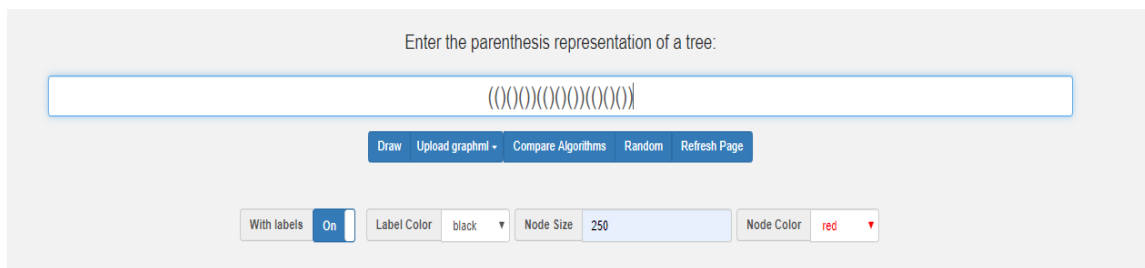 Enter the parenthesis representation of a tree:
(()()())(()()())(()()())
Draw Upload graphml Compare Algorithms Random Refresh Page
With labels On Label Color black Node Size 250 Node Color red